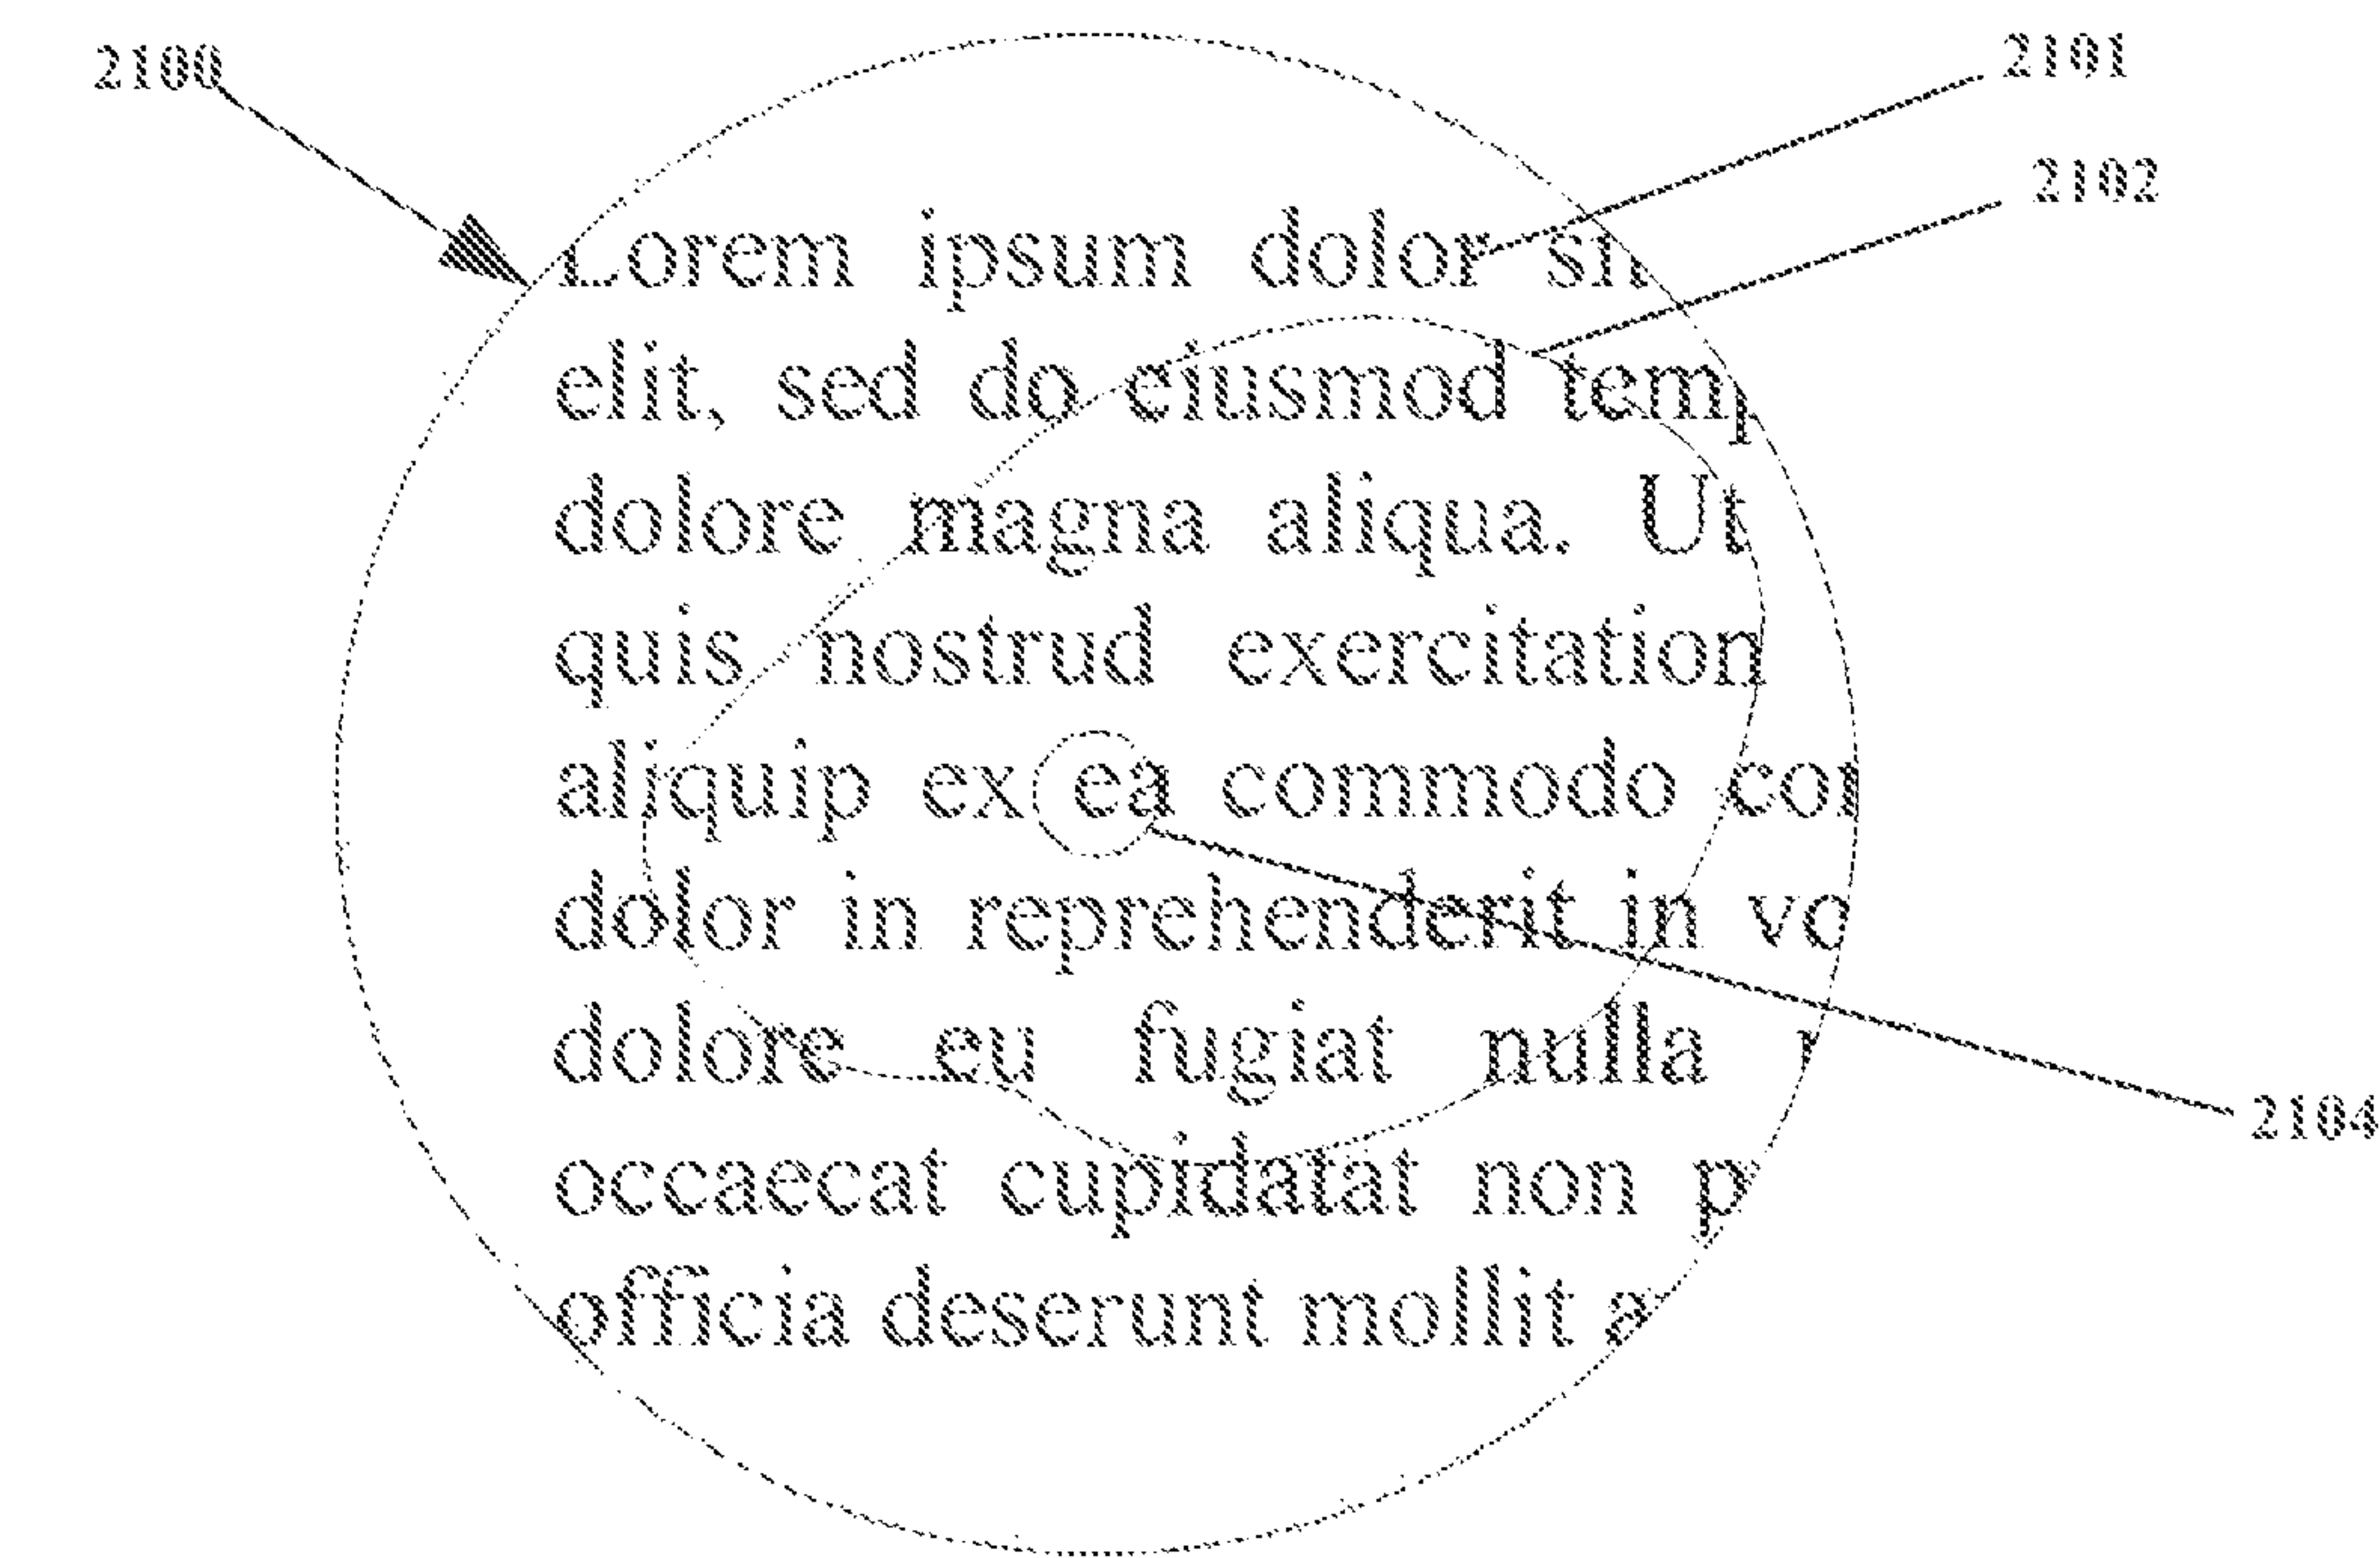 2100
2101
2102
Lorem ipsum dolor
elit, sed do eiusmod
dolore magna aliqua. Ut
quis nostrud exercitation
aliquip ex ea commodo
dolor in reprehenderit in
dolore eu fugiat nulla
2104
occaecat cupidatat non
officia deserunt mollit